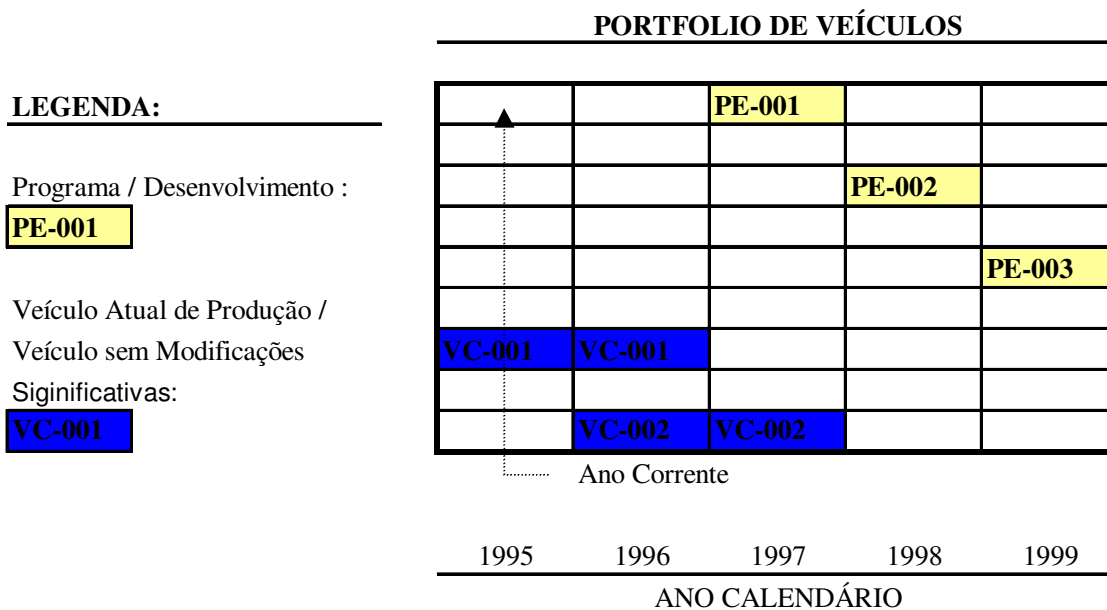 PORTFOLIO DE VEÍCULOS
LEGENDA:
PE-001
Programa / Desenvolvimento :
PE-002
PE-001
PE-003
Veículo Atual de Produção /
Veículo sem Modificações
VC-001 VC-001
Siginificativas:
VC-001
VC-002 VC-002
Ano Corrente
1995 1996 1997 1998 1999
ANO CALENDÁRIO